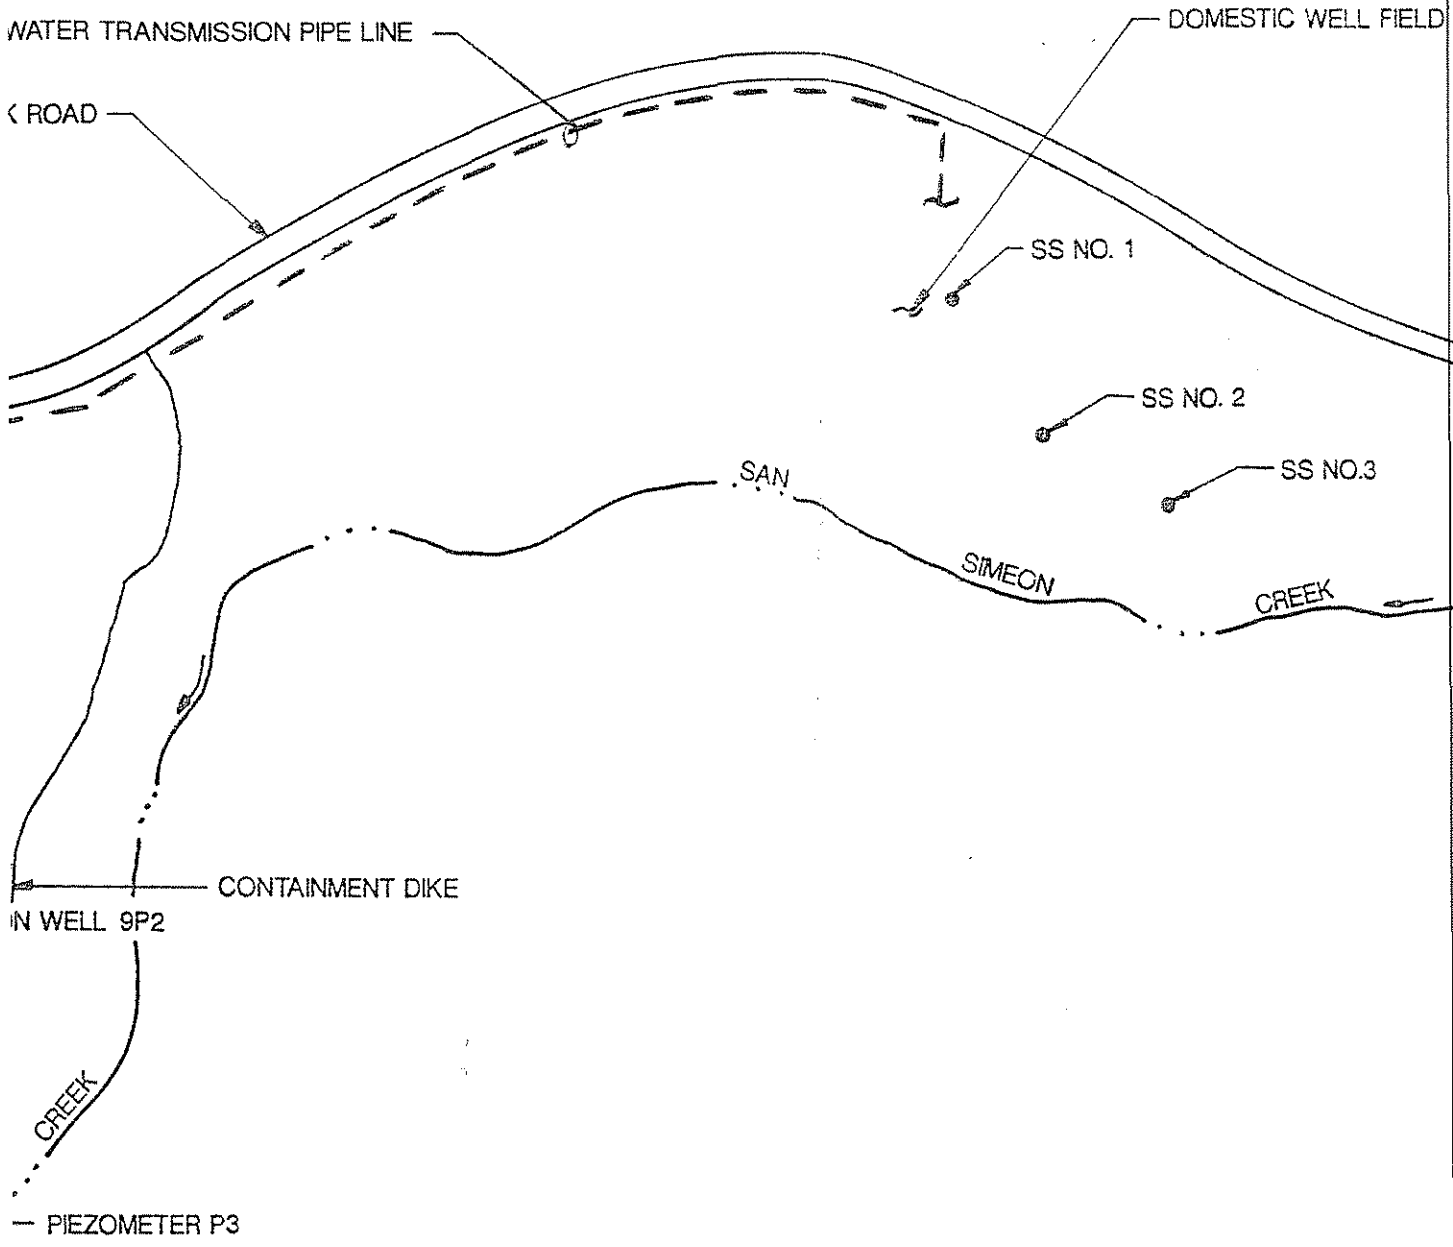 WATER TRANSMISSION PIPE LINE
DOMESTIC WELL FIELD
K ROAD
SS NO. 1
SS NO. 2
SS NO.3
SAN
SIMEON
CREEK
CONTAINMENT DIKE
IN WELL 9P2
CREEK
PIEZOMETER P3